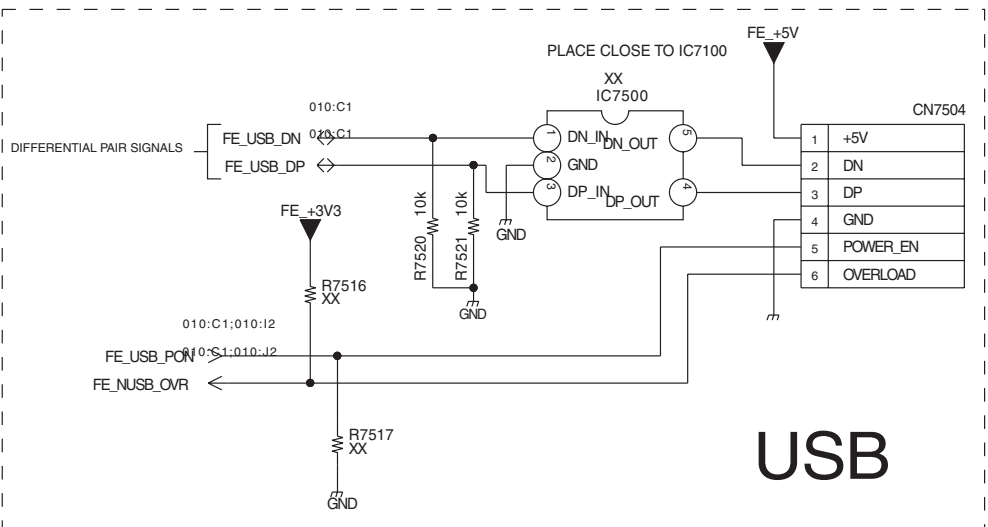 FE_+5V
PLACE CLOSE TO IC7100
XX
IC7500
CN7504
010:C1
010:C1
DIFFERENTIAL PAIR SIGNALS
FE_USB_DN
FE_USB_DP
1
DN_IN
2
GND
3
DP_IN
5
DN_OUT
4
DP_OUT
1 +5V
2 DN
3 DP
4 GND
5 POWER_EN
6 OVERLOAD
FE_+3V3
R7520 10k
R7521 10k
GND
GND
R7516
XX
010:C1;010:I2
010:C1;010:J2
FE_USB_PON
FE_NUSB_OVR
R7517
XX
GND
USB